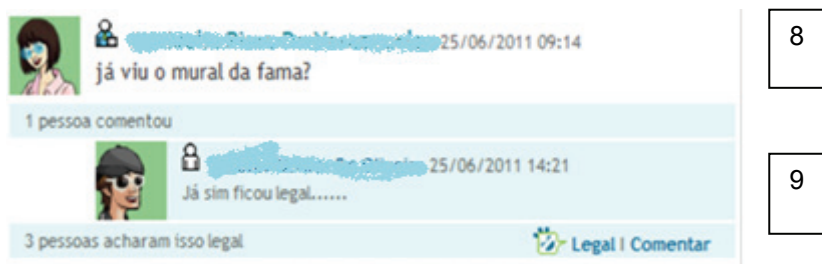 25/06/2011 09:14
8
já viu o mural da fama?
1 pessoa comentou
25/06/2011 14:21
9
Já sim ficou legal......
3 pessoas acharam isso legal
Legal | Comentar